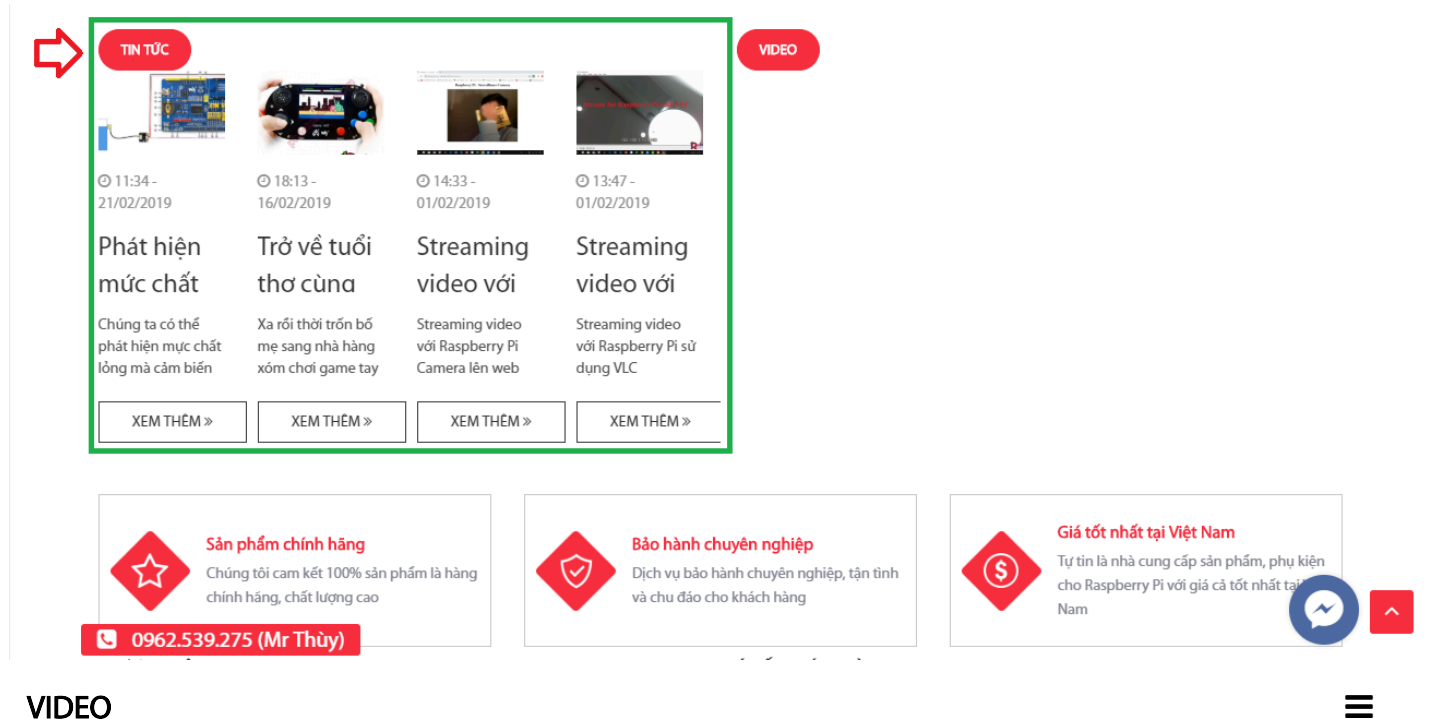 TIN TỨC
VIDEO
11:34 -
21/02/2019
Phát hiện
mức chất
Chúng ta có thể
phát hiện mực chất
lỏng mà cảm biến
XEM THÊM »
18:13 -
16/02/2019
Trở về tuổi
thơ cùng
Xa rồi thời trốn bố
mẹ sang nhà hàng
xóm chơi game tay
XEM THÊM »
14:33 -
01/02/2019
Streaming
video với
Streaming video
với Raspberry Pi
Camera lên web
XEM THÊM »
13:47 -
01/02/2019
Streaming
video với
Streaming video
với Raspberry Pi sử
dụng VLC
XEM THÊM »
Sản phẩm chính hãng
Chúng tôi cam kết 100% sản phẩm là hàng
chính hãng, chất lượng cao
Bảo hành chuyên nghiệp
Dịch vụ bảo hành chuyên nghiệp, tận tình
và chu đáo cho khách hàng
Giá tốt nhất tại Việt Nam
Tự tin là nhà cung cấp sản phẩm, phụ kiện
cho Raspberry Pi với giá cả tốt nhất tại
Nam
0962.539.275 (Mr Thùy)
VIDEO